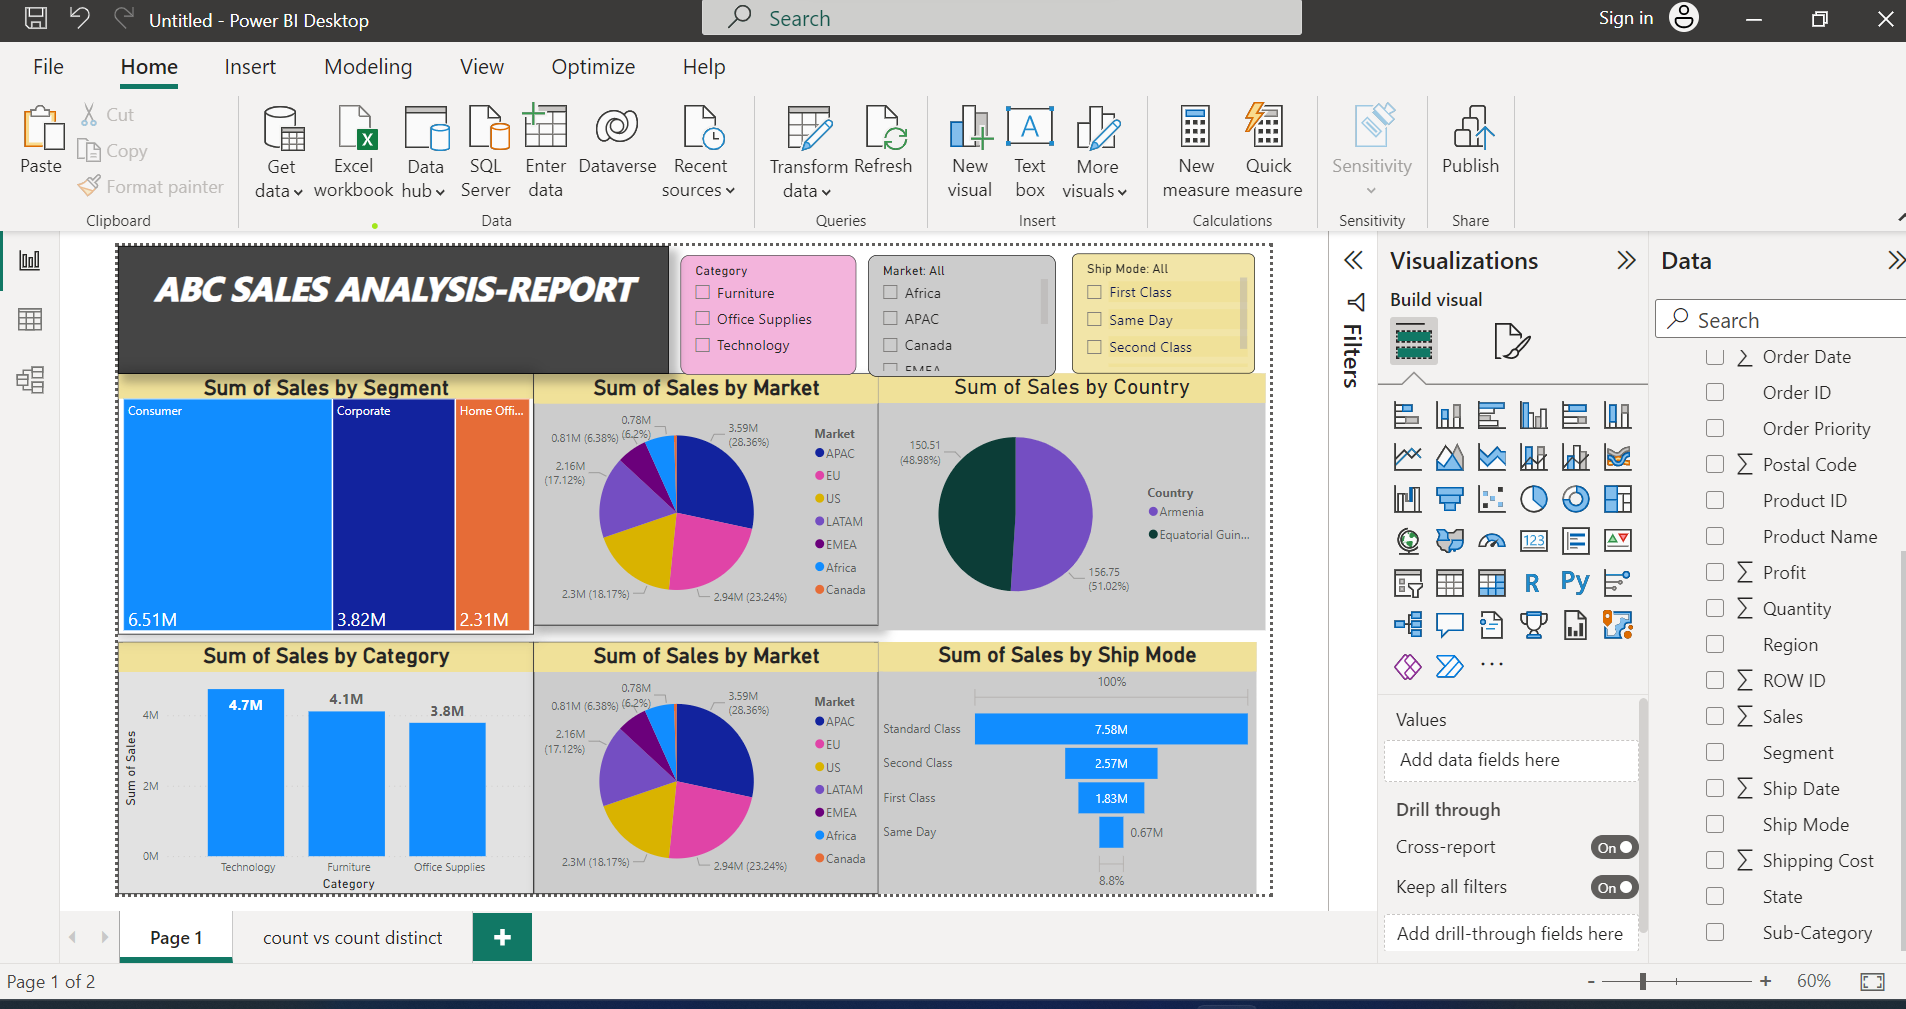 Untitled - Power BI Desktop
Search
Sign in
File
Home
Insert
Modeling
View
Optimize
Help
Paste
Cut
Copy
Format painter
Clipboard
Get data
Excel workbook
Data hub
SQL Server
Enter data
Dataverse
Recent sources
Data
Transform data
Refresh
Queries
New visual
Text box
More visuals
Insert
New measure
Quick measure
Calculations
Sensitivity
Sensitivity
Publish
Share
ABC SALES ANALYSIS-REPORT
Category
Furniture
Office Supplies
Technology
Market: All
Africa
APAC
Canada
EMEA
Ship Mode: All
First Class
Same Day
Second Class
Sum of Sales by Segment
Consumer
6.51M
Corporate
3.82M
Home Offi...
2.31M
Sum of Sales by Market
0.78M
(6.2%)
0.81M (6.38%)
2.16M
(17.12%)
2.3M (18.17%)
2.94M (23.24%)
3.59M
(28.36%)
Market
APAC
EU
US
LATAM
EMEA
Africa
Canada
Sum of Sales by Country
150.51
(48.98%)
156.75
(51.02%)
Country
Armenia
Equatorial Guin...
Sum of Sales by Category
Sum of Sales
4M
2M
0M
4.7M
4.1M
3.8M
Technology
Furniture
Office Supplies
Category
Sum of Sales by Market
0.78M
(6.2%)
0.81M (6.38%)
2.16M
(17.12%)
2.3M (18.17%)
2.94M (23.24%)
3.59M
(28.36%)
Market
APAC
EU
US
LATAM
EMEA
Africa
Canada
Sum of Sales by Ship Mode
100%
Standard Class
7.58M
Second Class
2.57M
First Class
1.83M
Same Day
0.67M
8.8%
Filters
Visualizations
Build visual
123
R
Py
...
Values
Add data fields here
Drill through
Cross-report
On
Keep all filters
On
Add drill-through fields here
Data
Search
Σ Order Date
Order ID
Order Priority
Σ Postal Code
Product ID
Product Name
Σ Profit
Σ Quantity
Region
Σ ROW ID
Σ Sales
Segment
Σ Ship Date
Ship Mode
Σ Shipping Cost
State
Sub-Category
Page 1
count vs count distinct
+
Page 1 of 2
- + 60%